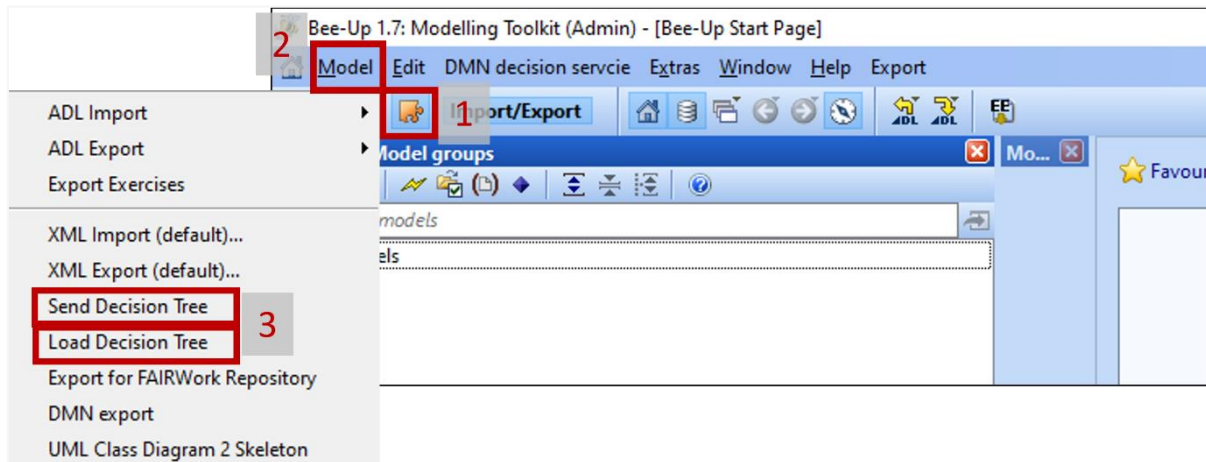 Bee-Up 1.7: Modelling Toolkit (Admin) - [Bee-Up Start Page]
2
Model Edit DMN decision servcie Extras Window Help Export
1 Import/Export ADL ADL
ADL Import
ADL Export
Export Exercises
XML Import (default)...
XML Export (default)...
Send Decision Tree
Load Decision Tree
3
Export for FAIRWork Repository
DMN export
UML Class Diagram 2 Skeleton
Model groups
models
els
Mo...
Favour